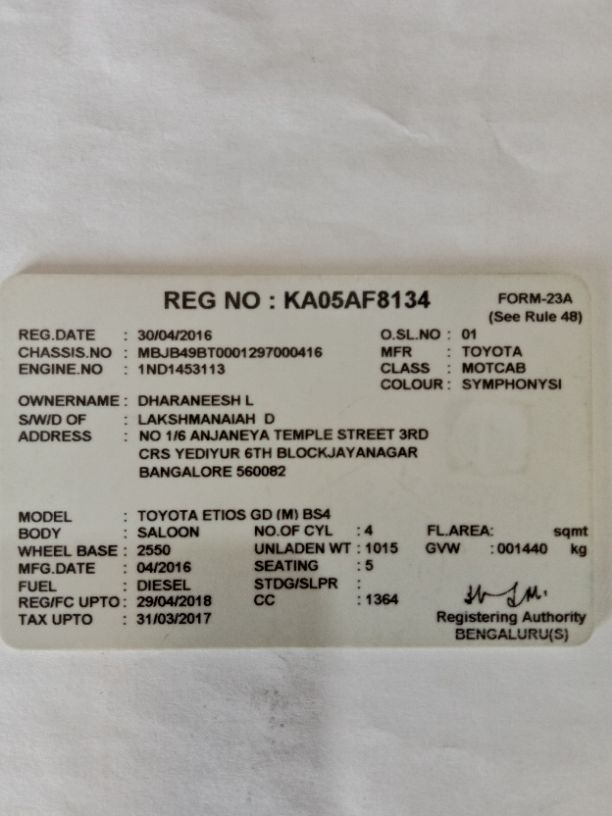 REG NO : KA05AF8134
FORM-23A
(See Rule 48)
REG.DATE : 30/04/2016 O.SL.NO : 01
CHASSIS.NO : MBJB49BT0001297000416 MFR : TOYOTA
ENGINE.NO : 1ND1453113 CLASS : MOTCAB
COLOUR : SYMPHONYSI
OWNERNAME : DHARANEESH L
S/W/D OF : LAKSHMANAIAH D
ADDRESS : NO 1/6 ANJANEYA TEMPLE STREET 3RD
CRS YEDIYUR 6TH BLOCKJAYANAGAR
BANGALORE 560082
MODEL : TOYOTA ETIOS GD (M) BS4
BODY : SALOON NO.OF CYL : 4 FL.AREA: sqmt
WHEEL BASE : 2550 UNLADEN WT : 1015 GVW : 001440 kg
MFG.DATE : 04/2016 SEATING : 5
FUEL : DIESEL STDG/SLPR :
REG/FC UPTO : 29/04/2018 CC : 1364
TAX UPTO : 31/03/2017 Registering Authority
BENGALURU(S)